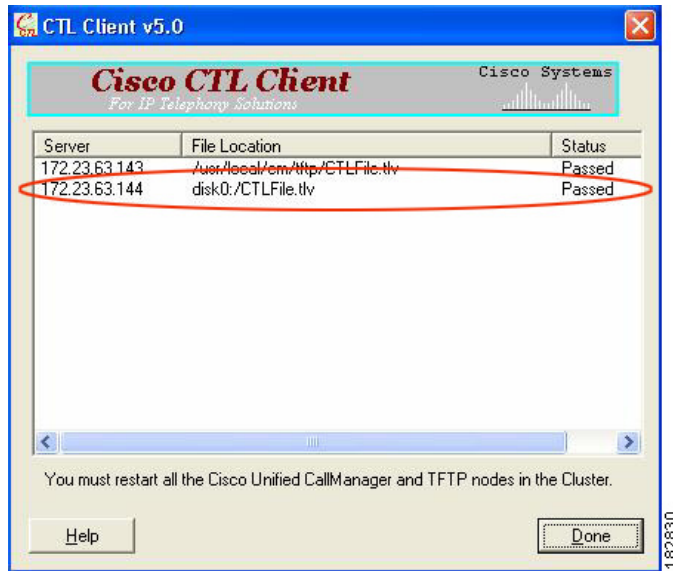 CTL Client v5.0
Cisco CTL Client
For IP Telephony Solutions
Cisco Systems
Server File Location Status
172.23.63.143 /usr/local/cm/tftp/CTLFile.tlv Passed
172.23.63.144 disk0:/CTLFile.tlv Passed
You must restart all the Cisco Unified CallManager and TFTP nodes in the Cluster.
Help Done
182830